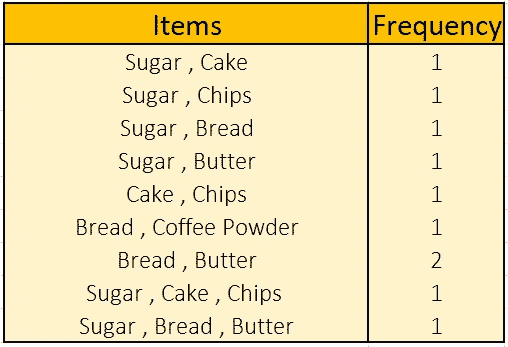 Items Frequency
Sugar , Cake 1
Sugar , Chips 1
Sugar , Bread 1
Sugar , Butter 1
Cake , Chips 1
Bread , Coffee Powder 1
Bread , Butter 2
Sugar , Cake , Chips 1
Sugar , Bread , Butter 1